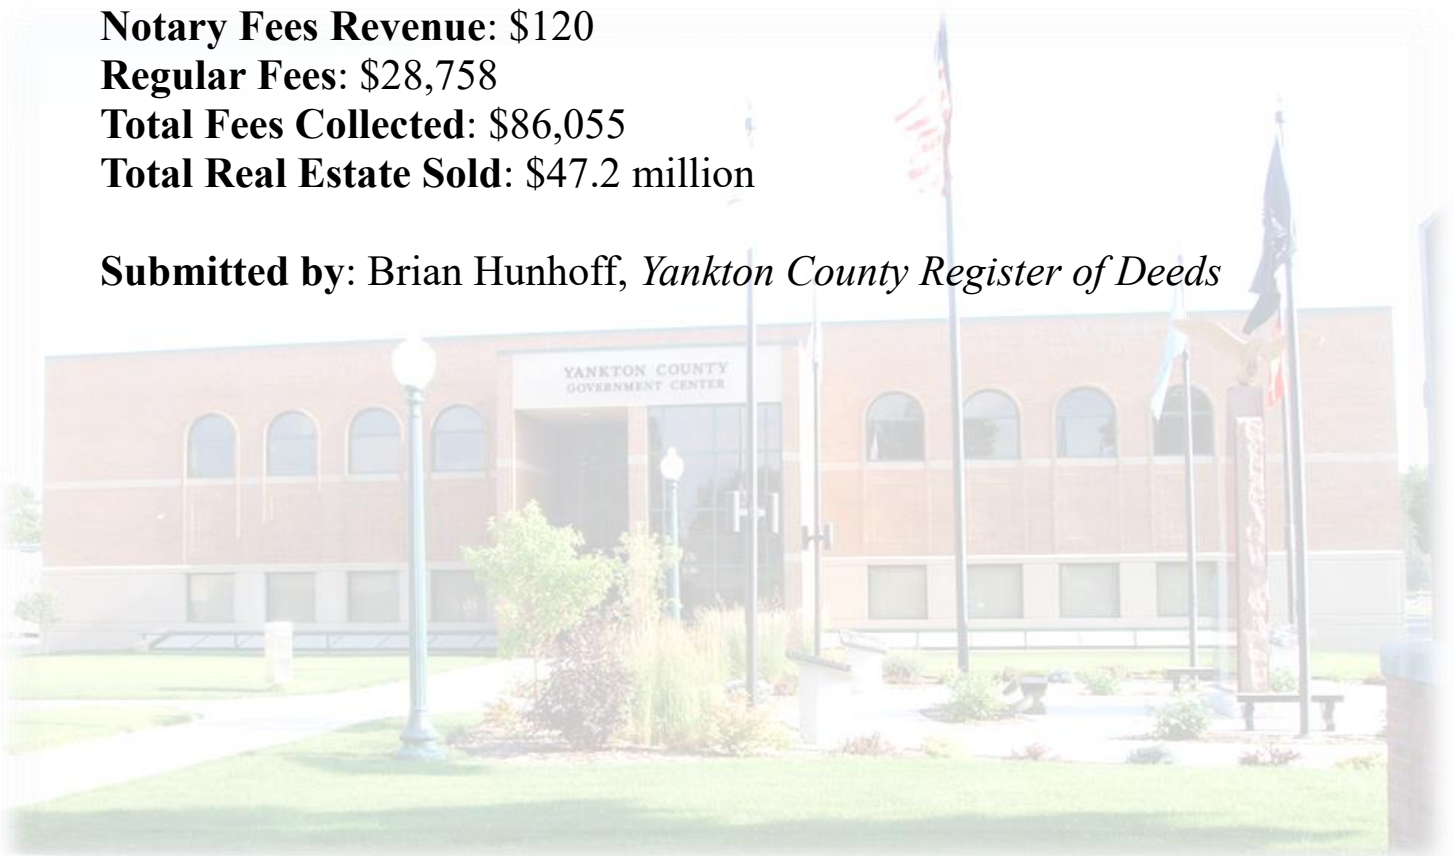 Notary Fees Revenue: $120
Regular Fees: $28,758
Total Fees Collected: $86,055
Total Real Estate Sold: $47.2 million
Submitted by: Brian Hunhoff, Yankton County Register of Deeds
YANKTON COUNTY
GOVERNMENT CENTER